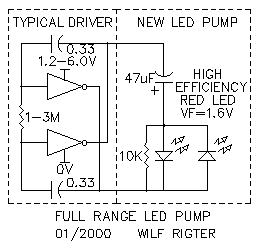 TYPICAL DRIVER
NEW LED PUMP
0.33
1.2-6.0V
47uF
+
HIGH
EFFICIENCY
RED LED
VF=1.6V
1-3M
10K
0V
0.33
FULL RANGE LED PUMP
01/2000 WILF RIGTER